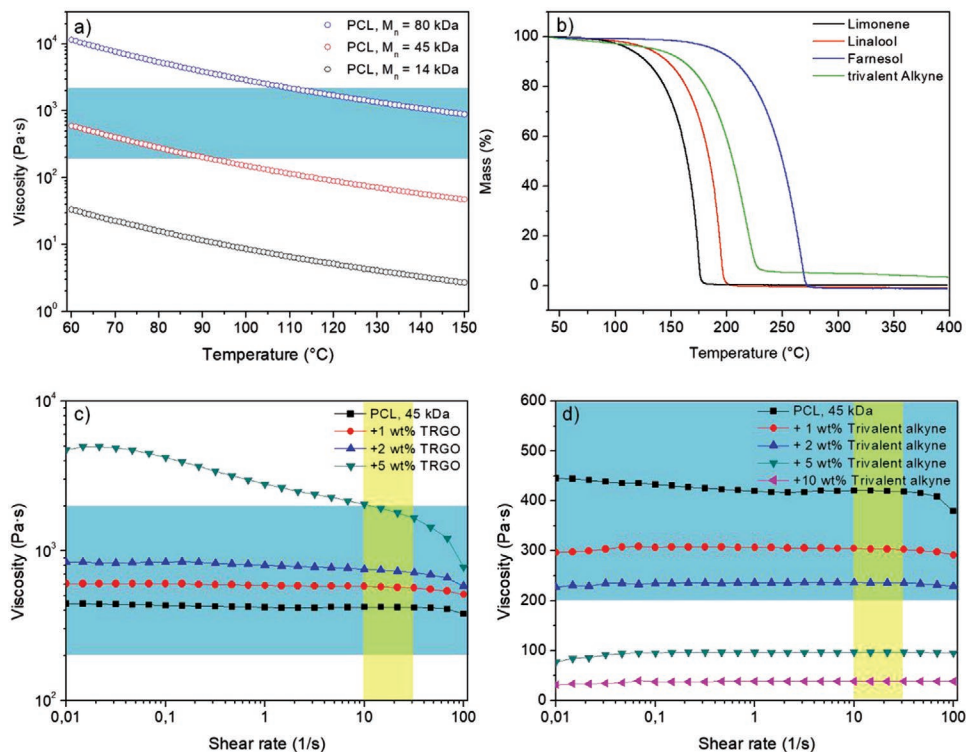 a)
PCL, Mn = 80 kDa
PCL, Mn = 45 kDa
PCL, Mn = 14 kDa
10^4
10^3
10^2
10^1
10^0
Viscosity (Pa·s)
60 70 80 90 100 110 120 130 140 150
Temperature (°C)
b)
Limonene
Linalool
Farnesol
trivalent Alkyne
100
80
60
40
20
0
Mass (%)
50 100 150 200 250 300 350 400
Temperature (°C)
c)
PCL, 45 kDa
+1 wt% TRGO
+2 wt% TRGO
+5 wt% TRGO
10^4
10^3
10^2
Viscosity (Pa·s)
0,01 0,1 1 10 100
Shear rate (1/s)
d)
PCL, 45 kDa
+ 1 wt% Trivalent alkyne
+ 2 wt% Trivalent alkyne
+ 5 wt% Trivalent alkyne
+10 wt% Trivalent alkyne
600
500
400
300
200
100
0
Viscosity (Pa·s)
0,01 0,1 1 10 100
Shear rate (1/s)